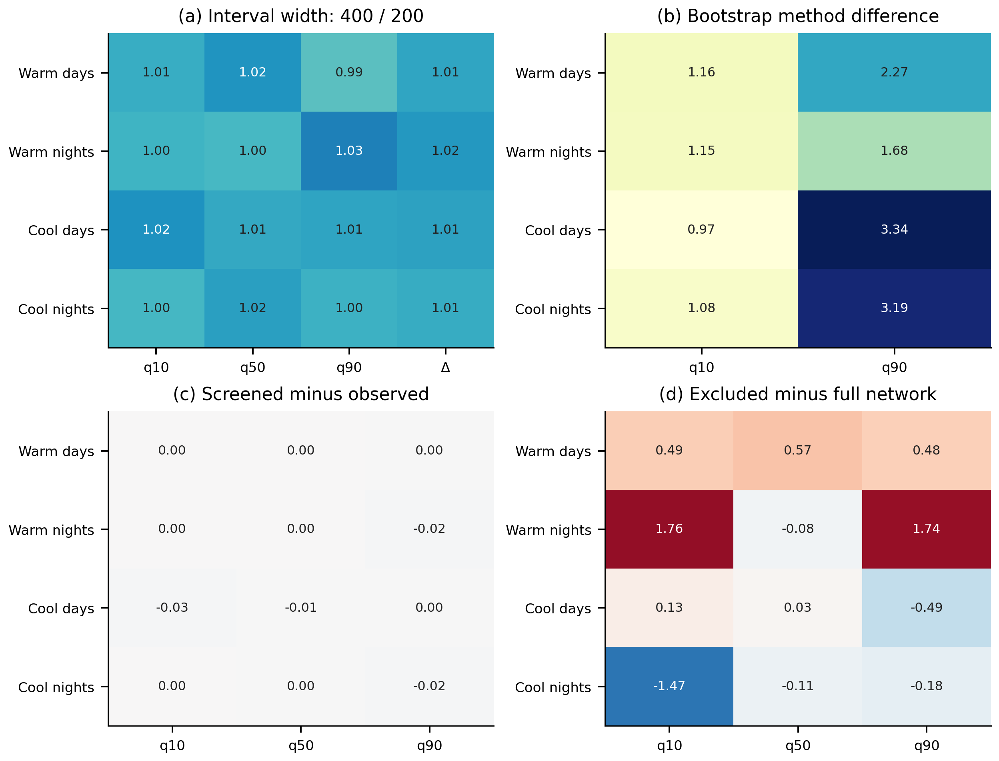 (a) Interval width: 400 / 200
Warm days 1.01 1.02 0.99 1.01
Warm nights 1.00 1.00 1.03 1.02
Cool days 1.02 1.01 1.01 1.01
Cool nights 1.00 1.02 1.00 1.01
q10 q50 q90 Δ
(b) Bootstrap method difference
Warm days 1.16 2.27
Warm nights 1.15 1.68
Cool days 0.97 3.34
Cool nights 1.08 3.19
q10 q90
(c) Screened minus observed
Warm days 0.00 0.00 0.00
Warm nights 0.00 0.00 -0.02
Cool days -0.03 -0.01 0.00
Cool nights 0.00 0.00 -0.02
q10 q50 q90
(d) Excluded minus full network
Warm days 0.49 0.57 0.48
Warm nights 1.76 -0.08 1.74
Cool days 0.13 0.03 -0.49
Cool nights -1.47 -0.11 -0.18
q10 q50 q90